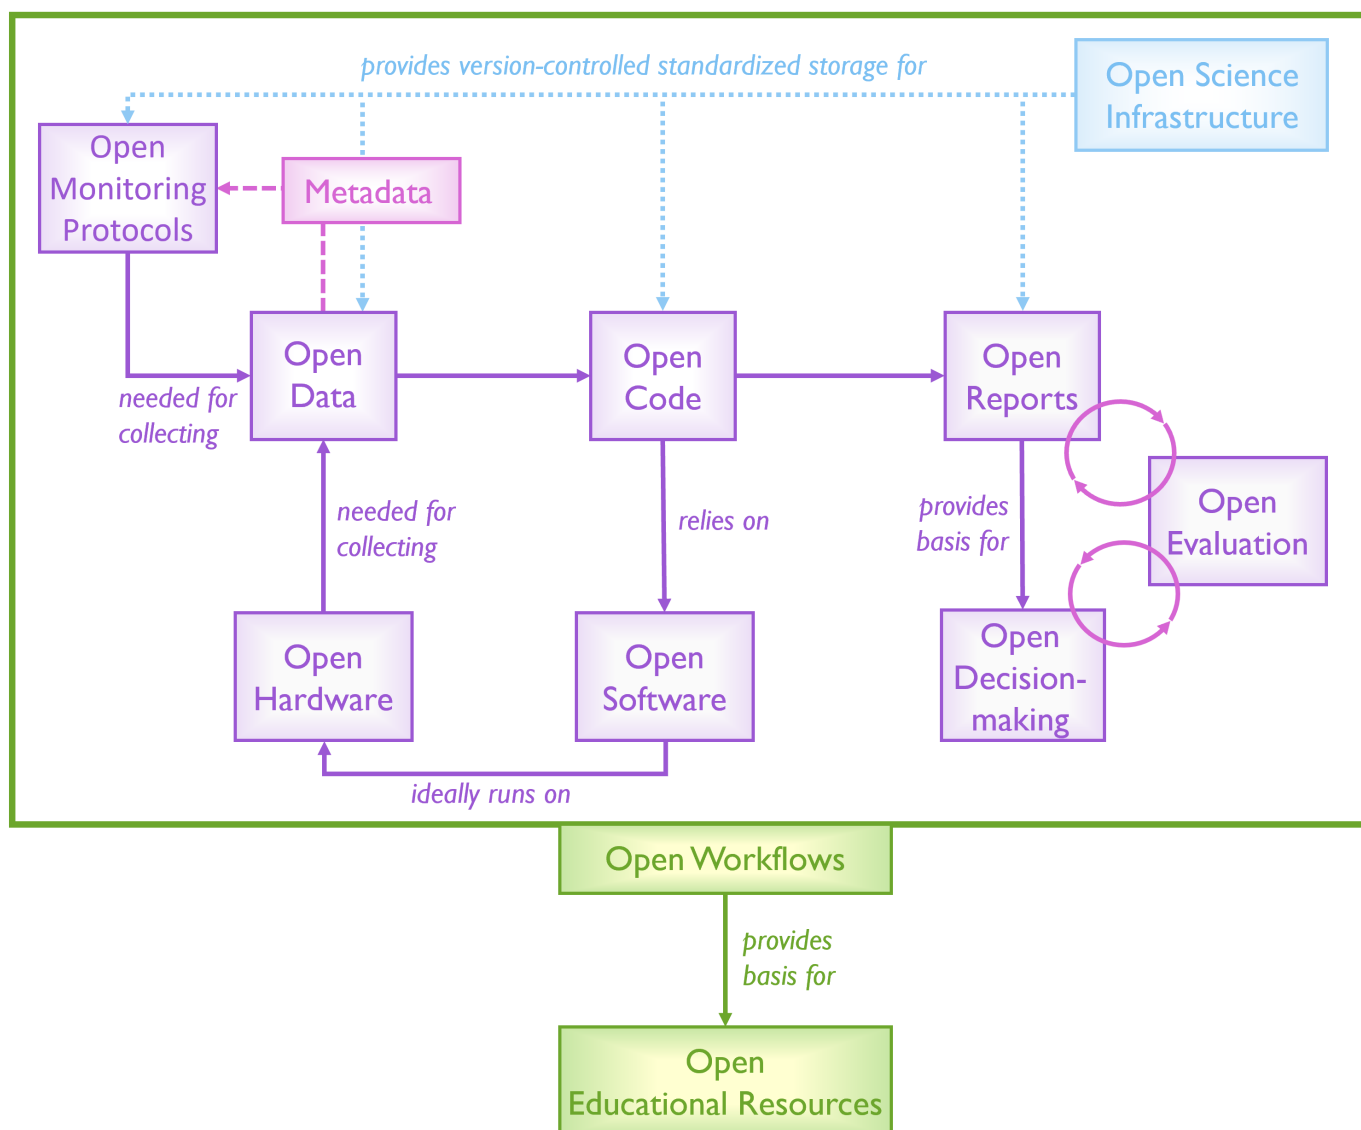 provides version-controlled standardized storage for
Open Science
Infrastructure
Open
Monitoring
Protocols
Metadata
Open
Data
Open
Code
Open
Reports
needed for
collecting
needed for
collecting
relies on
provides
basis for
Open
Evaluation
Open
Hardware
Open
Software
Open
Decision-
making
ideally runs on
Open Workflows
provides
basis for
Open
Educational Resources